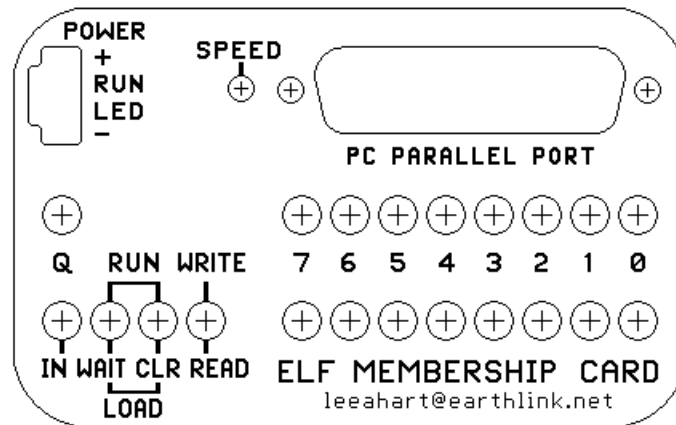 POWER
+
RUN
LED
-
SPEED
PC PARALLEL PORT
Q RUN WRITE 7 6 5 4 3 2 1 0
IN WAIT CLR READ ELF MEMBERSHIP CARD
LOAD leeahart@earthlink.net